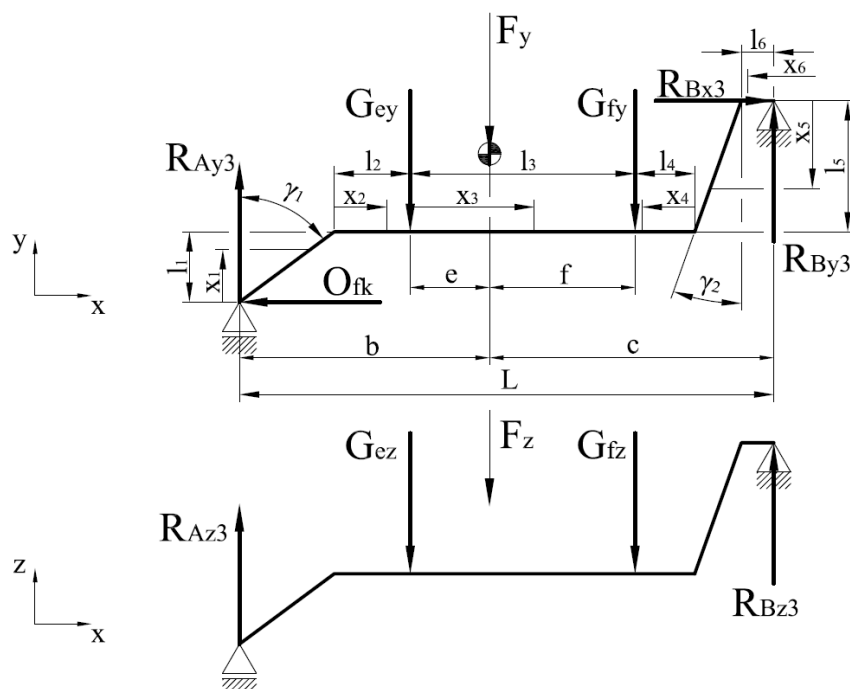 F_y
l_6
x_6
R_Bx3
G_ey
G_fy
x_5
l_5
R_Ay3
l_2
l_3
l_4
γ_1
x_2
x_3
x_4
y
x
l_1
x_1
O_fk
e
f
γ_2
R_By3
b
c
L
G_ez
F_z
G_fz
R_Az3
z
x
R_Bz3